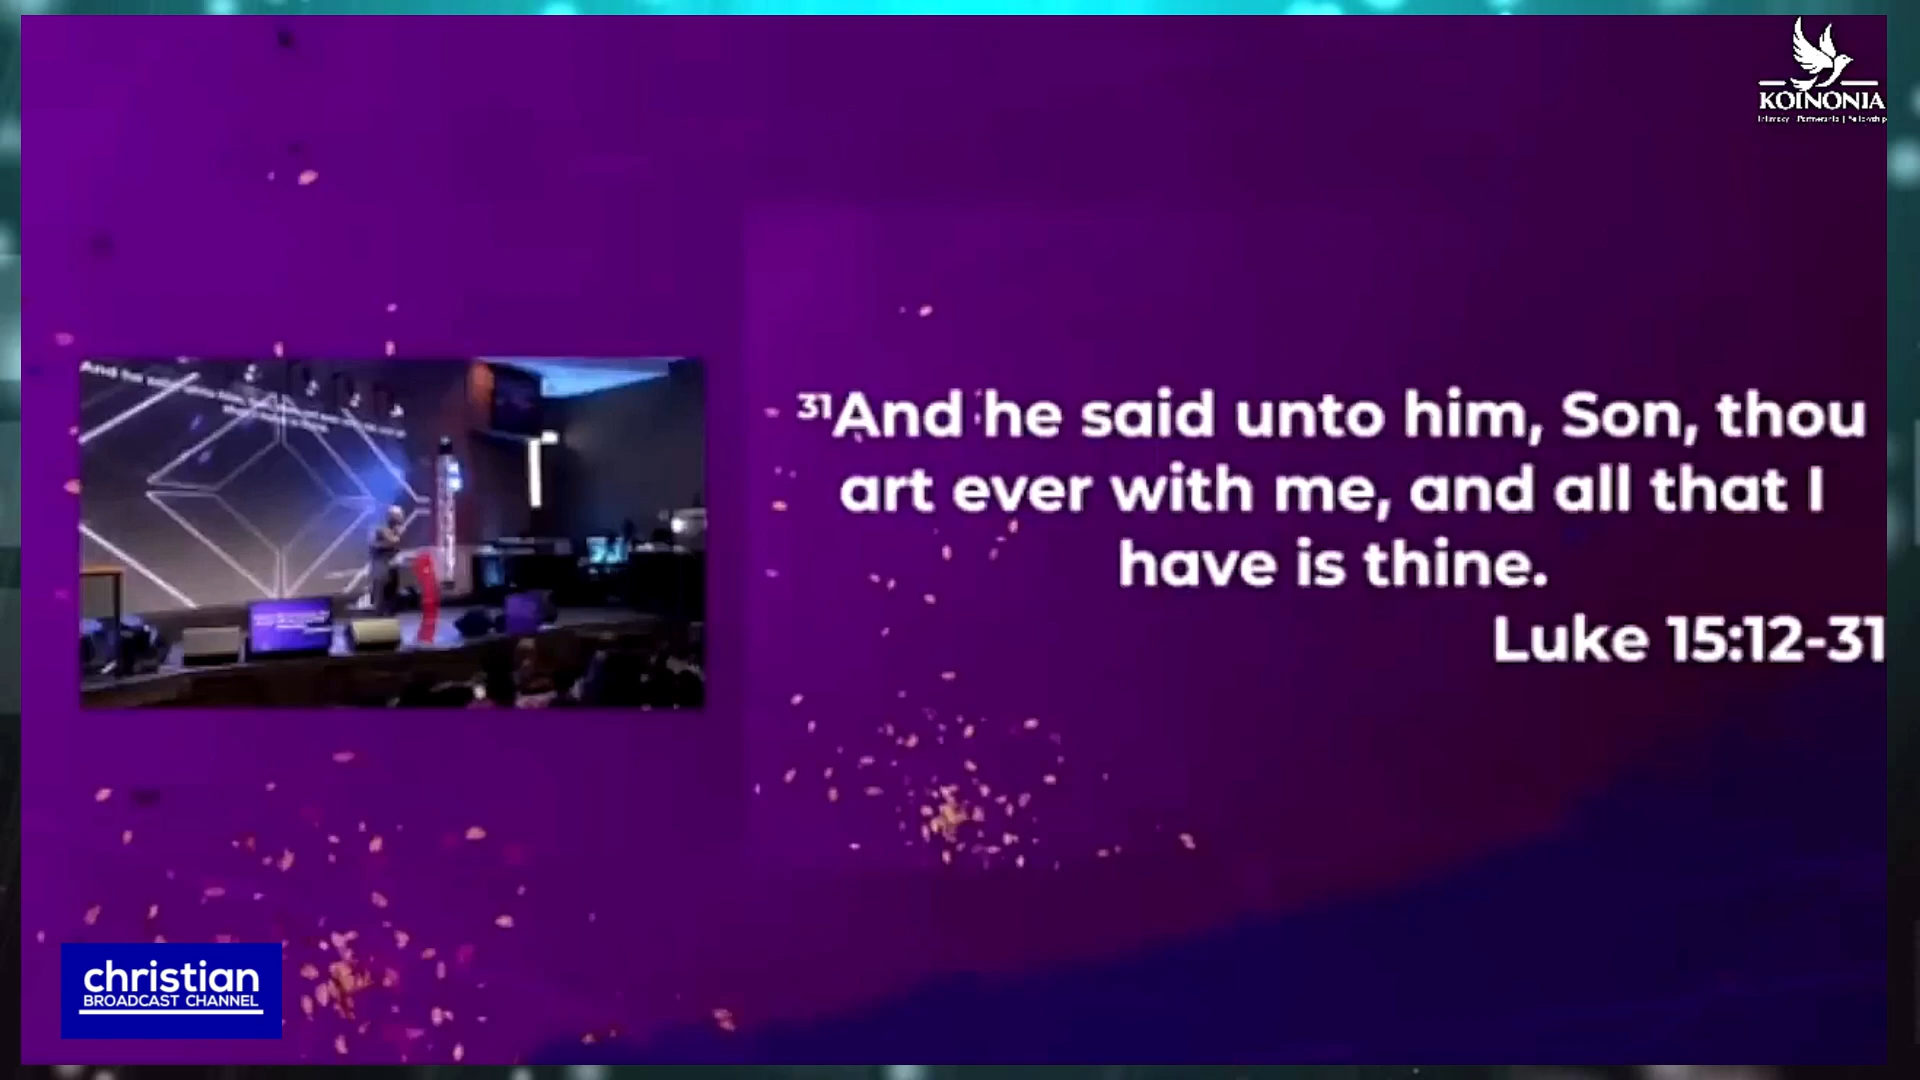 KOINONIA
31And he said unto him, Son, thou
art ever with me, and all that I
have is thine.
Luke 15:12-31
christian
BROADCAST CHANNEL